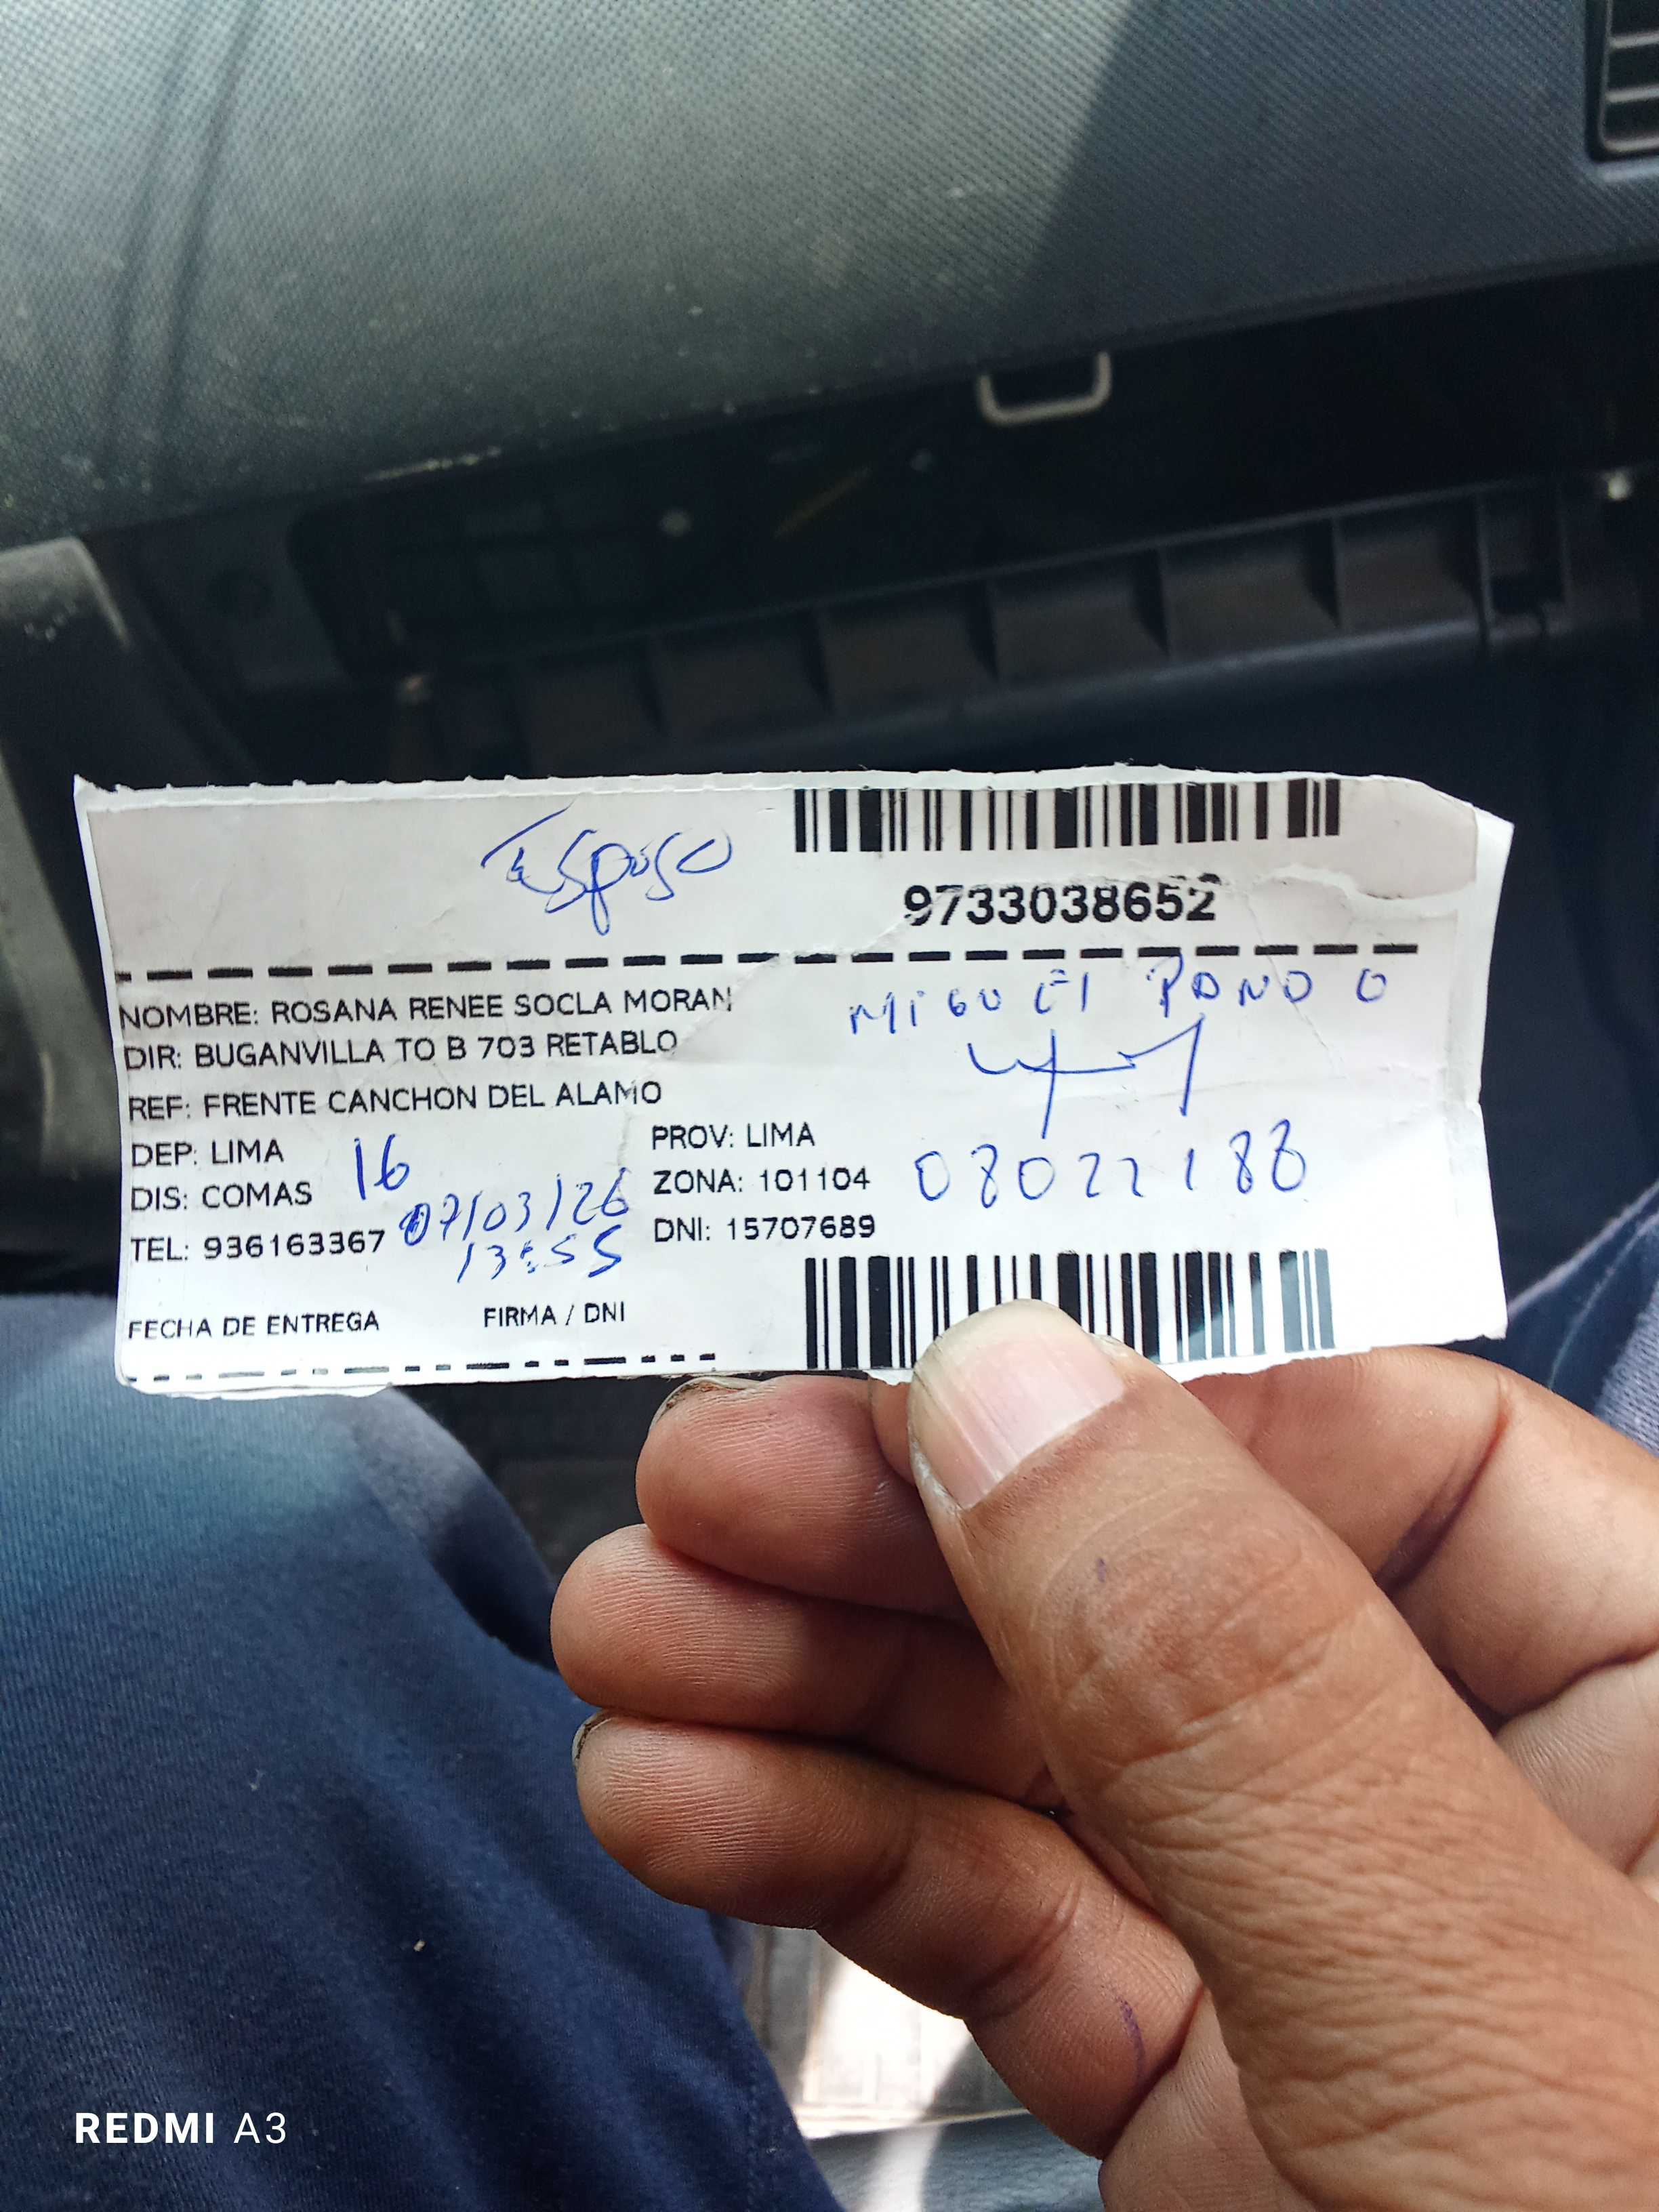 Esposo
9733038652
NOMBRE: ROSANA RENEE SOCLA MORAN
MIGUEl PANDO
DIR: BUGANVILLA TO B 703 RETABLO
REF: FRENTE CANCHON DEL ALAMO
DEP: LIMA
PROV: LIMA
16
DIS: COMAS
ZONA: 101104
08022188
TEL: 936163367
07/03/26
13:55
DNI: 15707689
FECHA DE ENTREGA
FIRMA / DNI
REDMI A3